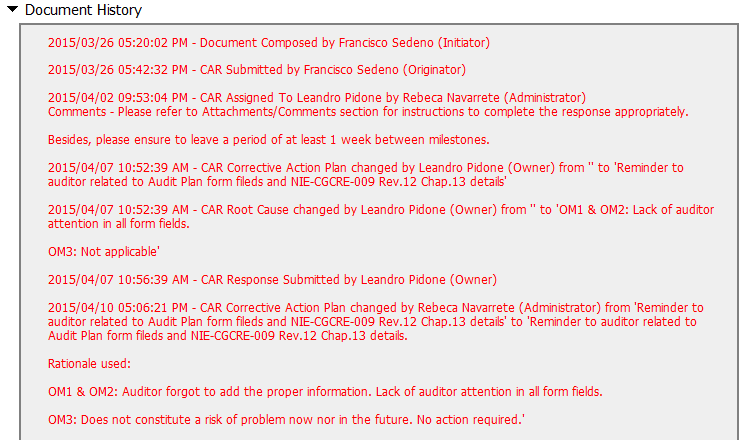 Document History
2015/03/26 05:20:02 PM - Document Composed by Francisco Sedeno (Initiator)
2015/03/26 05:42:32 PM - CAR Submitted by Francisco Sedeno (Originator)
2015/04/02 09:53:04 PM - CAR Assigned To Leandro Pidone by Rebeca Navarrete (Administrator)
Comments - Please refer to Attachments/Comments section for instructions to complete the response appropriately.
Besides, please ensure to leave a period of at least 1 week between milestones.
2015/04/07 10:52:39 AM - CAR Corrective Action Plan changed by Leandro Pidone (Owner) from '' to 'Reminder to
auditor related to Audit Plan form fileds and NIE-CGCRE-009 Rev.12 Chap.13 details'
2015/04/07 10:52:39 AM - CAR Root Cause changed by Leandro Pidone (Owner) from '' to 'OM1 & OM2: Lack of auditor
attention in all form fields.
OM3: Not applicable'
2015/04/07 10:56:39 AM - CAR Response Submitted by Leandro Pidone (Owner)
2015/04/10 05:06:21 PM - CAR Corrective Action Plan changed by Rebeca Navarrete (Administrator) from 'Reminder to
auditor related to Audit Plan form fileds and NIE-CGCRE-009 Rev.12 Chap.13 details' to 'Reminder to auditor related to
Audit Plan form fileds and NIE-CGCRE-009 Rev.12 Chap.13 details.
Rationale used:
OM1 & OM2: Auditor forgot to add the proper information. Lack of auditor attention in all form fields.
OM3: Does not constitute a risk of problem now nor in the future. No action required.'